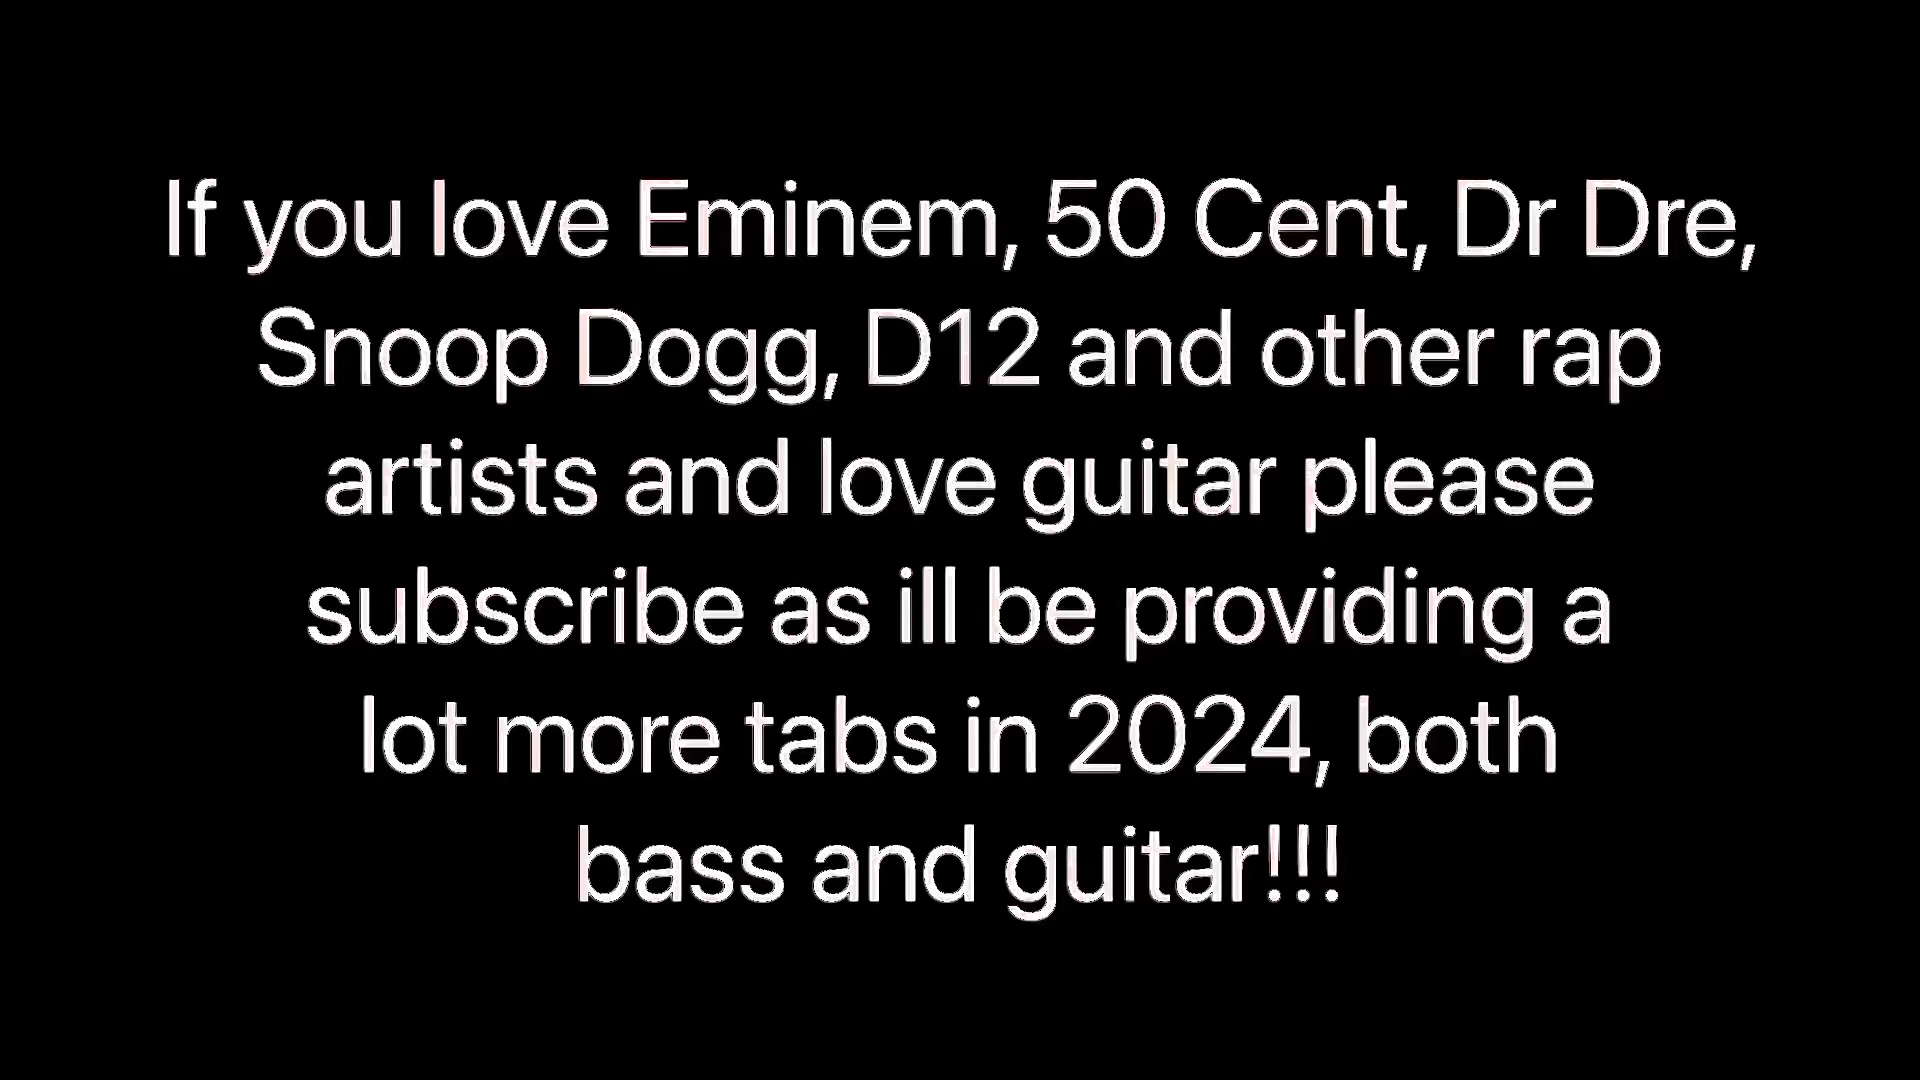 If you love Eminem, 50 Cent, Dr Dre,
Snoop Dogg, D12 and other rap
artists and love guitar please
subscribe as ill be providing a
lot more tabs in 2024, both
bass and guitar!!!